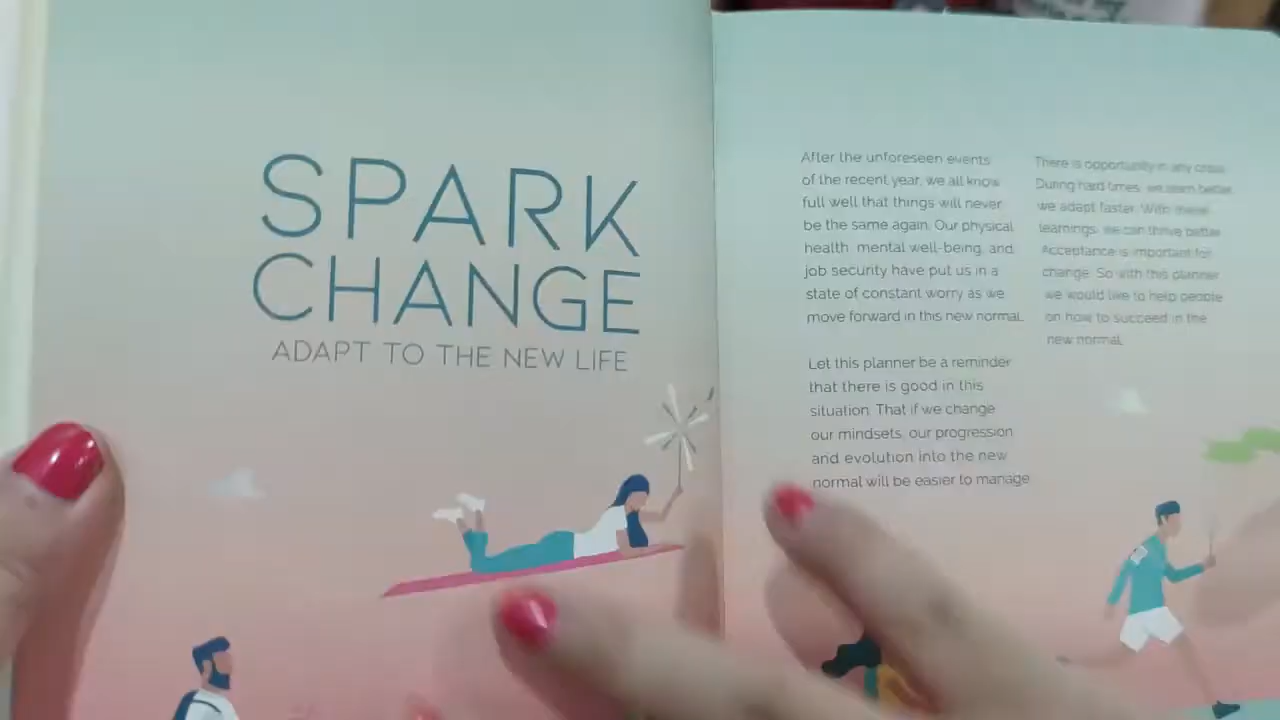 SPARK
CHANGE
ADAPT TO THE NEW LIFE
After the unforeseen events
of the recent year, we all know
full well that things will never
be the same again. Our physical
health, mental well-being, and
job security have put us in a
state of constant worry as we
move forward in this new normal.
Let this planner be a reminder
that there is good in this
situation. That if we change
our mindsets, our progression
and evolution into the new
normal will be easier to manage
There is opportunity in any crisis.
During hard times, we learn better,
we adapt faster. With these
learnings, we can thrive better.
Acceptance is important for
change. So with this planner
we would like to help people
on how to succeed in the
new normal.